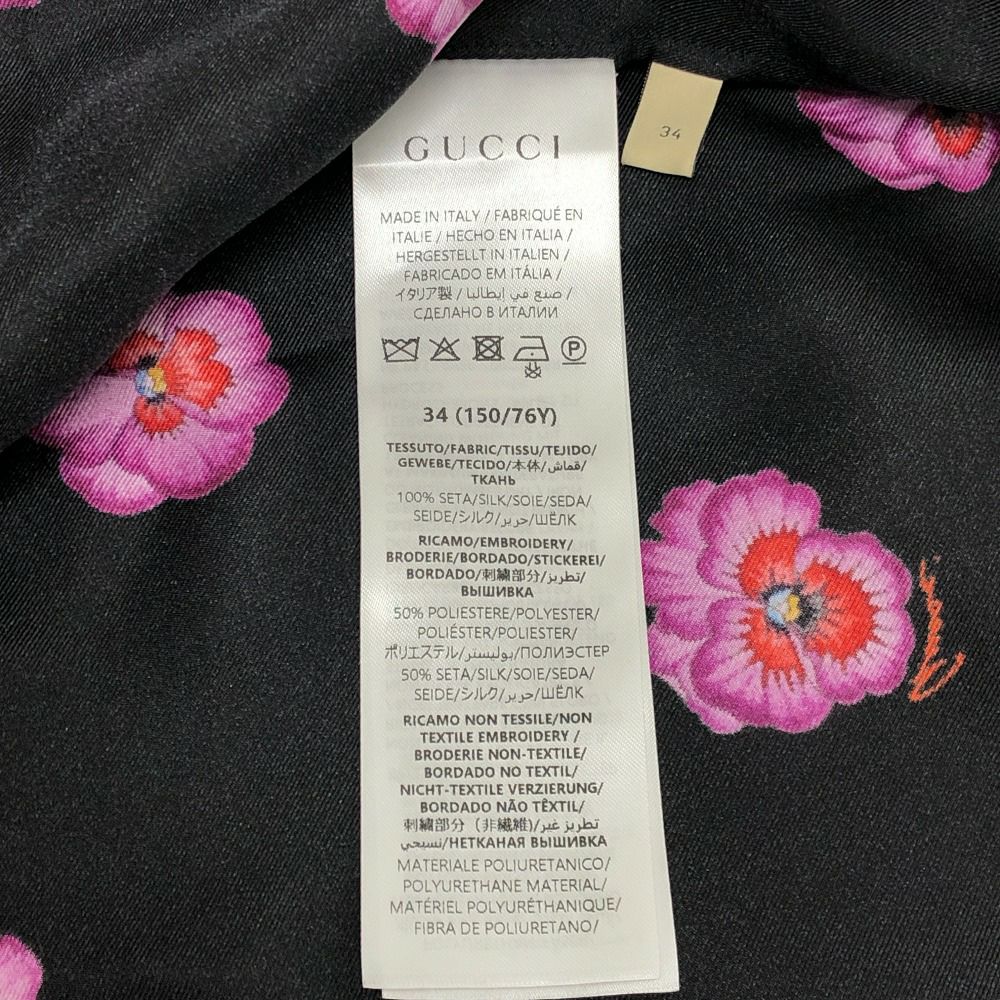 GUCCI
34
MADE IN ITALY / FABRIQUÉ EN
ITALIE / HECHO EN ITALIA /
HERGESTELLT IN ITALIEN /
FABRICADO EM ITÁLIA /
イタリア製 / صنع في إيطاليا /
СДЕЛАНО В ИТАЛИИ
P
34 (150/76Y)
TESSUTO/FABRIC/TISSU/TEJIDO/
GEWEBE/TECIDO/本体/قماش/
ТКАНЬ
100% SETA/SILK/SOIE/SEDA/
SEIDE/シルク/حرير/ШЁЛК
RICAMO/EMBROIDERY/
BRODERIE/BORDADO/STICKEREI/
BORDADO/刺繍部分/تطريز/
ВЫШИВКА
50% POLIESTERE/POLYESTER/
POLIÉSTER/POLIESTER/
ポリエステル/بوليستر/ПОЛИЭСТЕР
50% SETA/SILK/SOIE/SEDA/
SEIDE/シルク/حرير/ШЁЛК
RICAMO NON TESSILE/NON
TEXTILE EMBROIDERY /
BRODERIE NON-TEXTILE/
BORDADO NO TEXTIL/
NICHT-TEXTILE VERZIERUNG/
BORDADO NÃO TÊXTIL/
刺繍部分 (非繊維)/تطريز غير
نسيجي/НЕТКАНАЯ ВЫШИВКА
MATERIALE POLIURETANICO/
POLYURETHANE MATERIAL/
MATÉRIEL POLYURÉTHANIQUE/
FIBRA DE POLIURETANO/